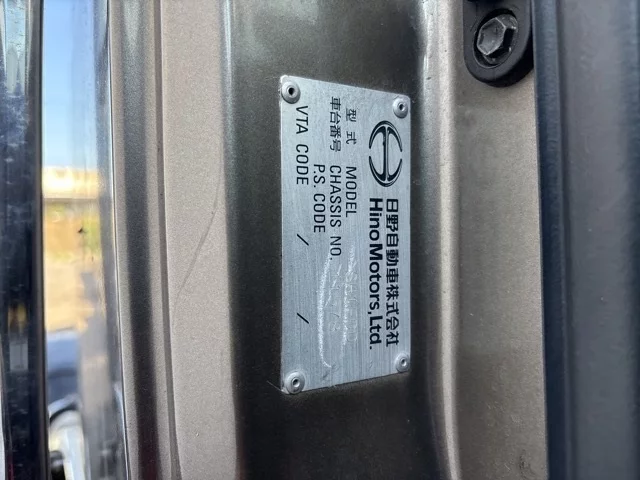 日野自動車株式会社
Hino Motors, Ltd.
型式 MODEL
車台番号 CHASSIS NO.
P.S. CODE /
VTA CODE /